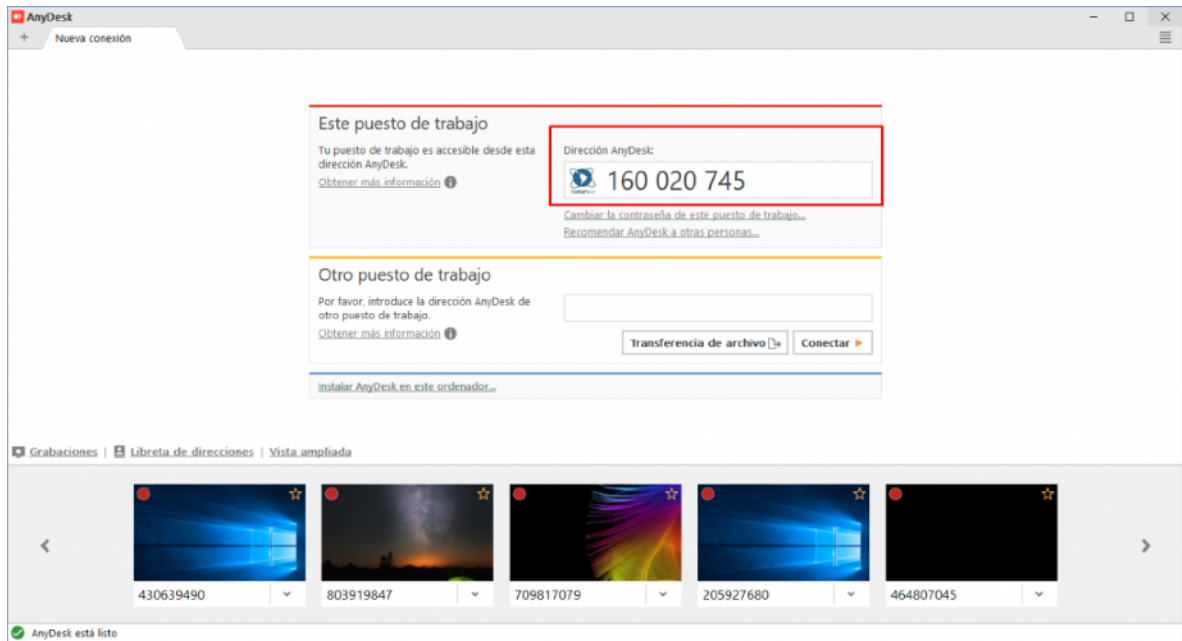 AnyDesk
Nueva conexión
Este puesto de trabajo
Tu puesto de trabajo es accesible desde esta
dirección AnyDesk.
Obtener más información
Dirección AnyDesk:
160 020 745
Cambiar la contraseña de este puesto de trabajo...
Recomendar AnyDesk a otras personas...
Otro puesto de trabajo
Por favor, introduce la dirección AnyDesk de
otro puesto de trabajo.
Obtener más información
Transferencia de archivo
Conectar
Instalar AnyDesk en este ordenador...
Grabaciones | Libreta de direcciones | Vista ampliada
430639490
803919847
709817079
205927680
464807045
AnyDesk está listo